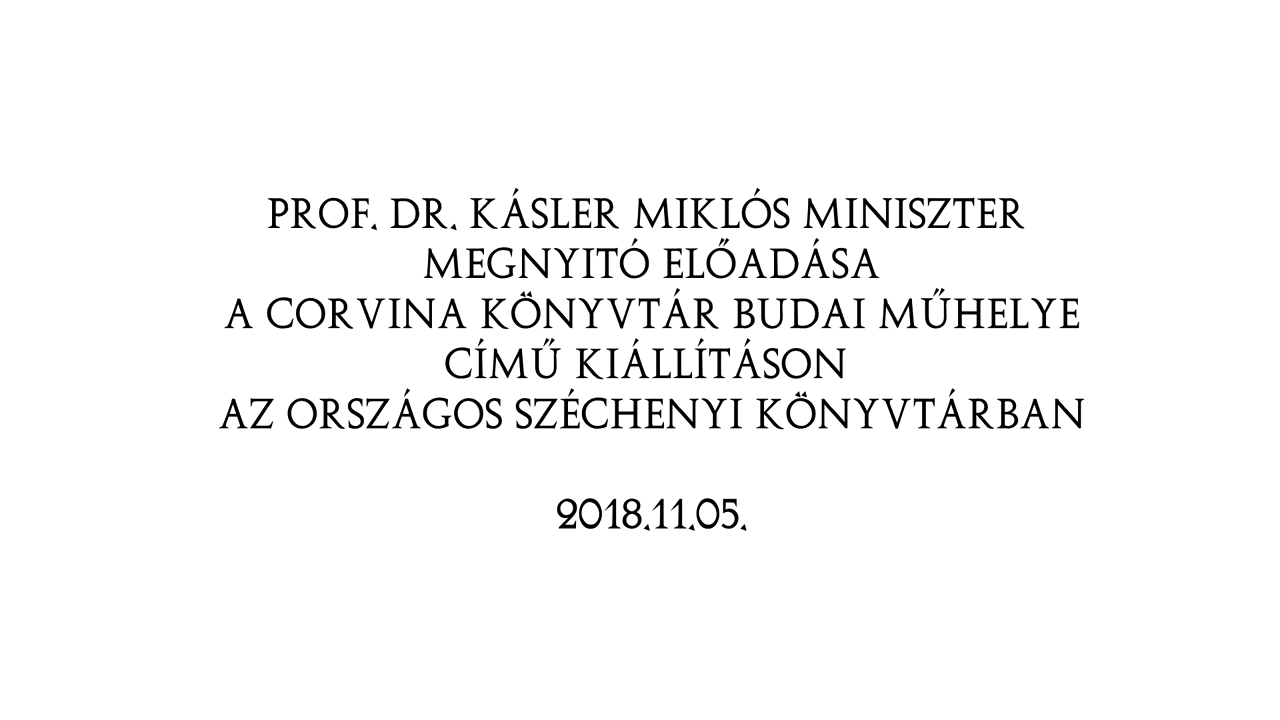 PROF. DR. KÁSLER MIKLÓS MINISZTER
MEGNYITÓ ELŐADÁSA
A CORVINA KÖNYVTÁR BUDAI MŰHELYE
CÍMŰ KIÁLLÍTÁSON
AZ ORSZÁGOS SZÉCHENYI KÖNYVTÁRBAN
2018.11.05.